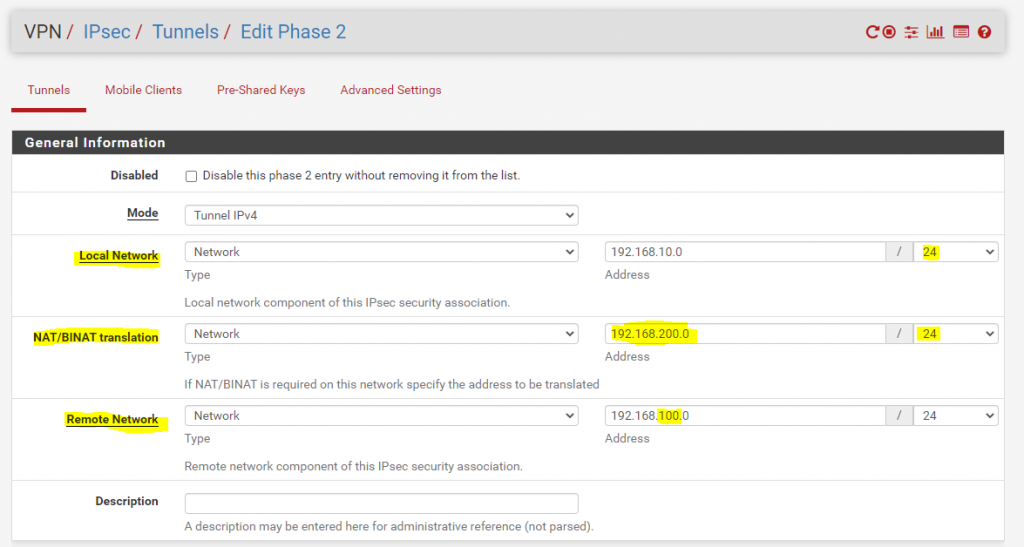 VPN / IPsec / Tunnels / Edit Phase 2
Tunnels Mobile Clients Pre-Shared Keys Advanced Settings
General Information
Disabled Disable this phase 2 entry without removing it from the list.
Mode Tunnel IPv4
Local Network Network 192.168.10.0 / 24
Type Address
Local network component of this IPsec security association.
NAT/BINAT translation Network 192.168.200.0 / 24
Type Address
If NAT/BINAT is required on this network specify the address to be translated
Remote Network Network 192.168.100.0 / 24
Type Address
Remote network component of this IPsec security association.
Description
A description may be entered here for administrative reference (not parsed).